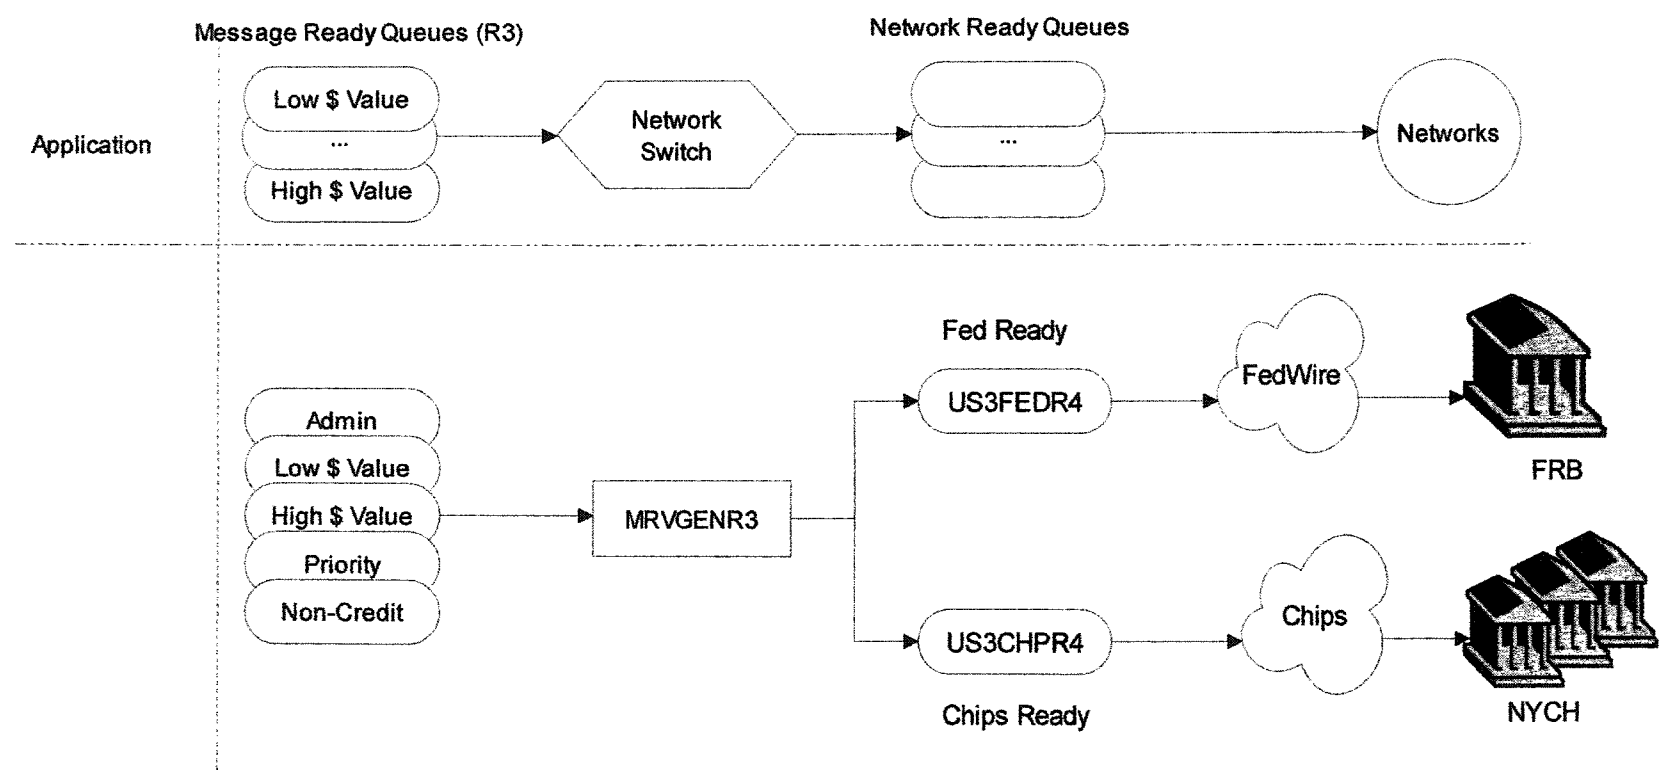 Message Ready Queues (R3)
Network Ready Queues
Application
Low $ Value
...
High $ Value
Network
Switch
...
Networks
Fed Ready
Admin
Low $ Value
High $ Value
Priority
Non-Credit
MRVGENR3
US3FEDR4
FedWire
FRB
US3CHPR4
Chips
NYCH
Chips Ready